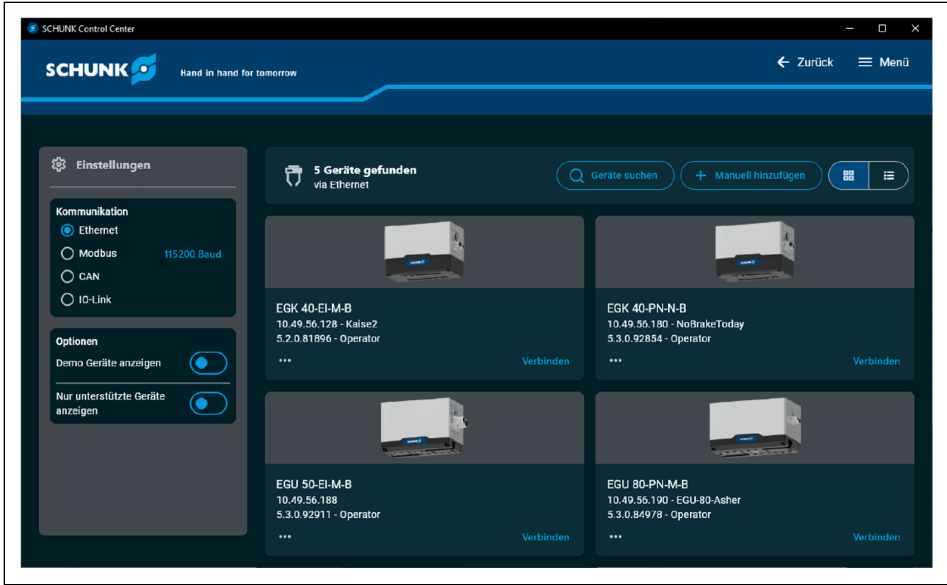 SCHUNK Control Center
SCHUNK
Hand in hand for tomorrow
Zurück
Menü
Einstellungen
Kommunikation
Ethernet
Modbus 115200 Baud
CAN
IO-Link
Optionen
Demo Geräte anzeigen
Nur unterstützte Geräte
anzeigen
5 Geräte gefunden
via Ethernet
Geräte suchen
Manuell hinzufügen
EGK 40-EI-M-B
10.49.56.128 - Kaise2
5.2.0.81896 - Operator
Verbinden
EGK 40-PN-N-B
10.49.56.180 - NoBrakeToday
5.3.0.92854 - Operator
Verbinden
EGU 50-EI-M-B
10.49.56.188
5.3.0.92911 - Operator
Verbinden
EGU 80-PN-M-B
10.49.56.190 - EGU-80-Asher
5.3.0.84978 - Operator
Verbinden